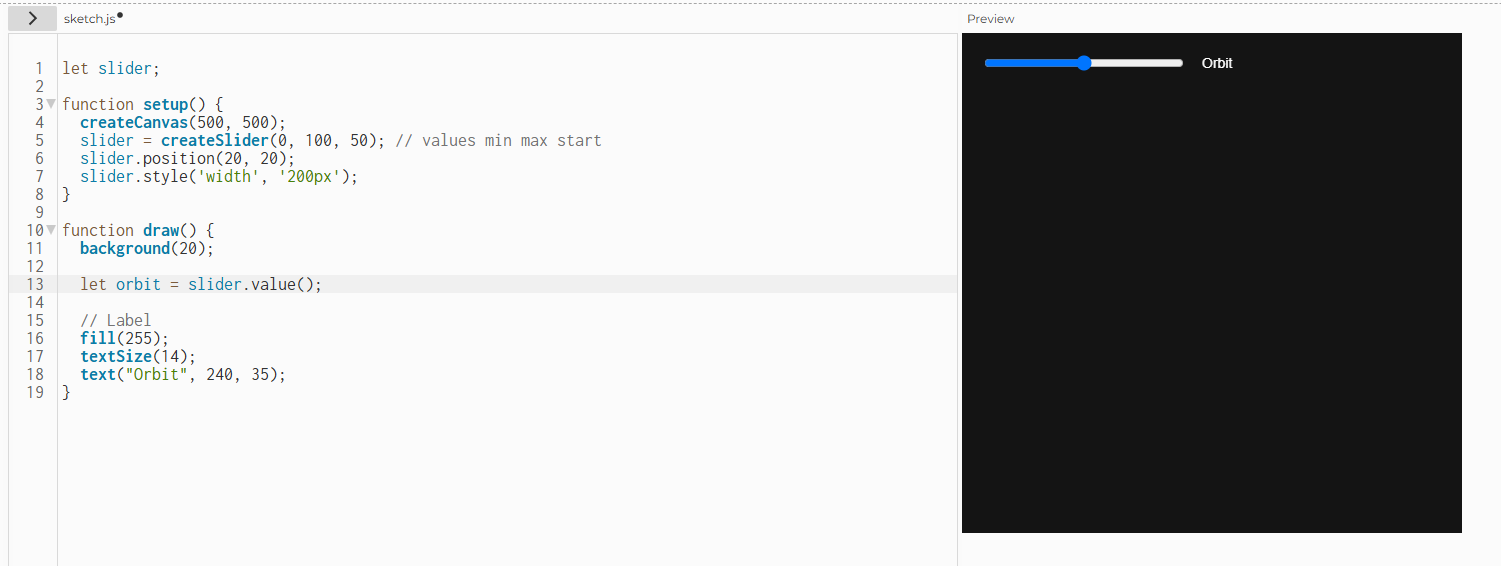 sketch.js
Preview
1 let slider;
2
3 function setup() {
4 createCanvas(500, 500);
5 slider = createSlider(0, 100, 50); // values min max start
6 slider.position(20, 20);
7 slider.style('width', '200px');
8 }
9
10 function draw() {
11 background(20);
12
13 let orbit = slider.value();
14
15 // Label
16 fill(255);
17 textSize(14);
18 text("Orbit", 240, 35);
19 }
Orbit